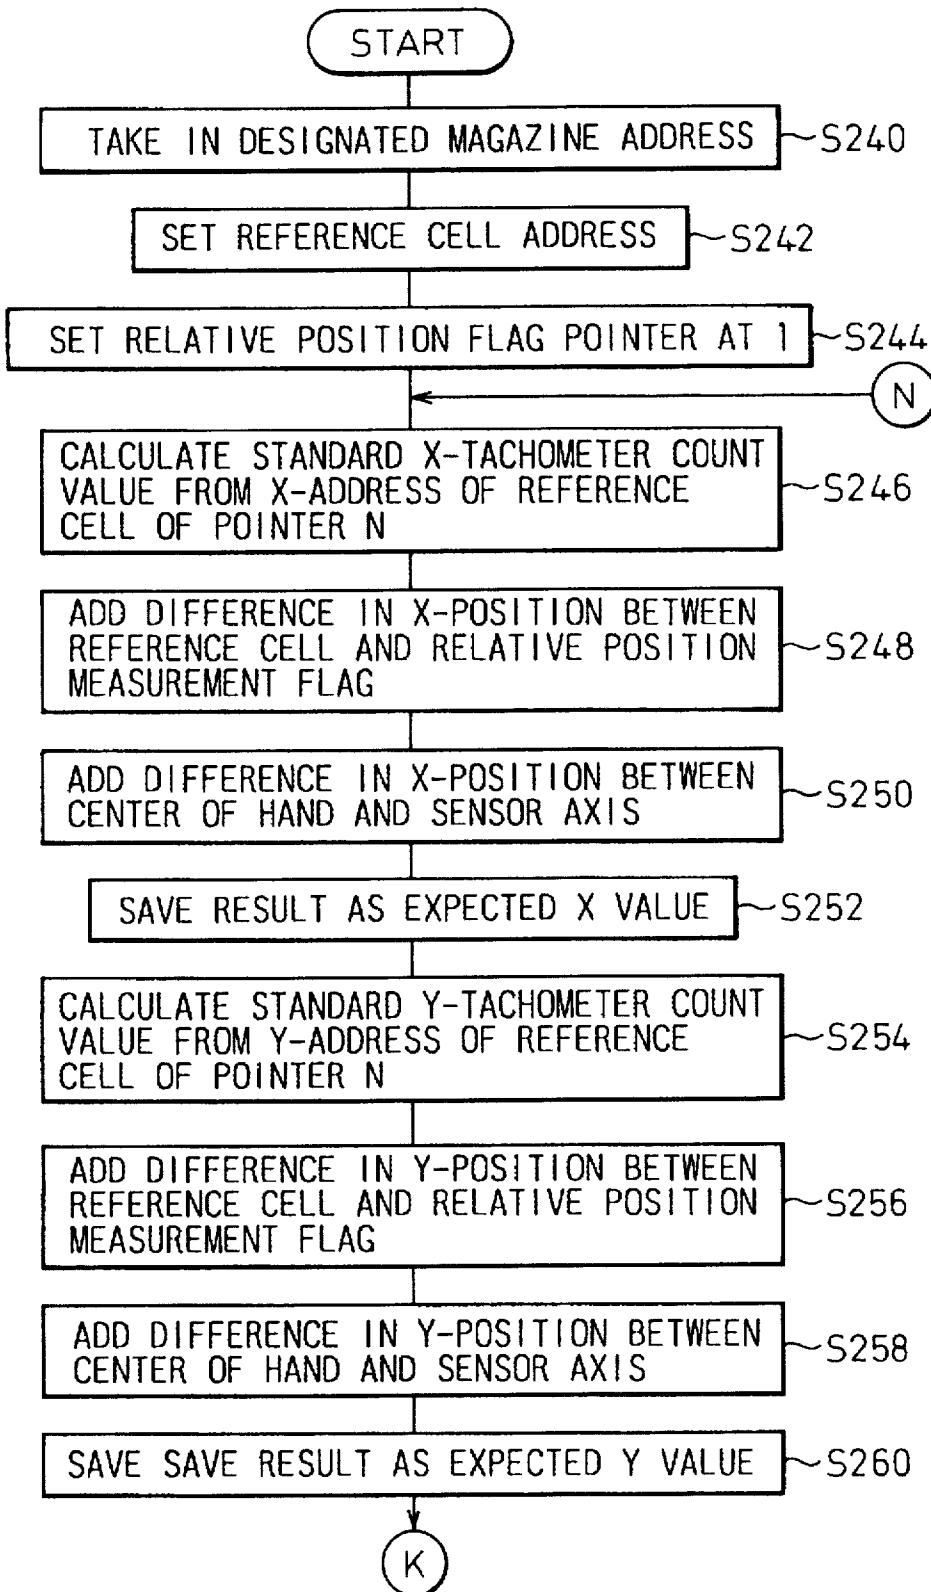 START
TAKE IN DESIGNATED MAGAZINE ADDRESS
S240
SET REFERENCE CELL ADDRESS
S242
SET RELATIVE POSITION FLAG POINTER AT 1
S244
N
CALCULATE STANDARD X-TACHOMETER COUNT
VALUE FROM X-ADDRESS OF REFERENCE
CELL OF POINTER N
S246
ADD DIFFERENCE IN X-POSITION BETWEEN
REFERENCE CELL AND RELATIVE POSITION
MEASUREMENT FLAG
S248
ADD DIFFERENCE IN X-POSITION BETWEEN
CENTER OF HAND AND SENSOR AXIS
S250
SAVE RESULT AS EXPECTED X VALUE
S252
CALCULATE STANDARD Y-TACHOMETER COUNT
VALUE FROM Y-ADDRESS OF REFERENCE
CELL OF POINTER N
S254
ADD DIFFERENCE IN Y-POSITION BETWEEN
REFERENCE CELL AND RELATIVE POSITION
MEASUREMENT FLAG
S256
ADD DIFFERENCE IN Y-POSITION BETWEEN
CENTER OF HAND AND SENSOR AXIS
S258
SAVE SAVE RESULT AS EXPECTED Y VALUE
S260
K